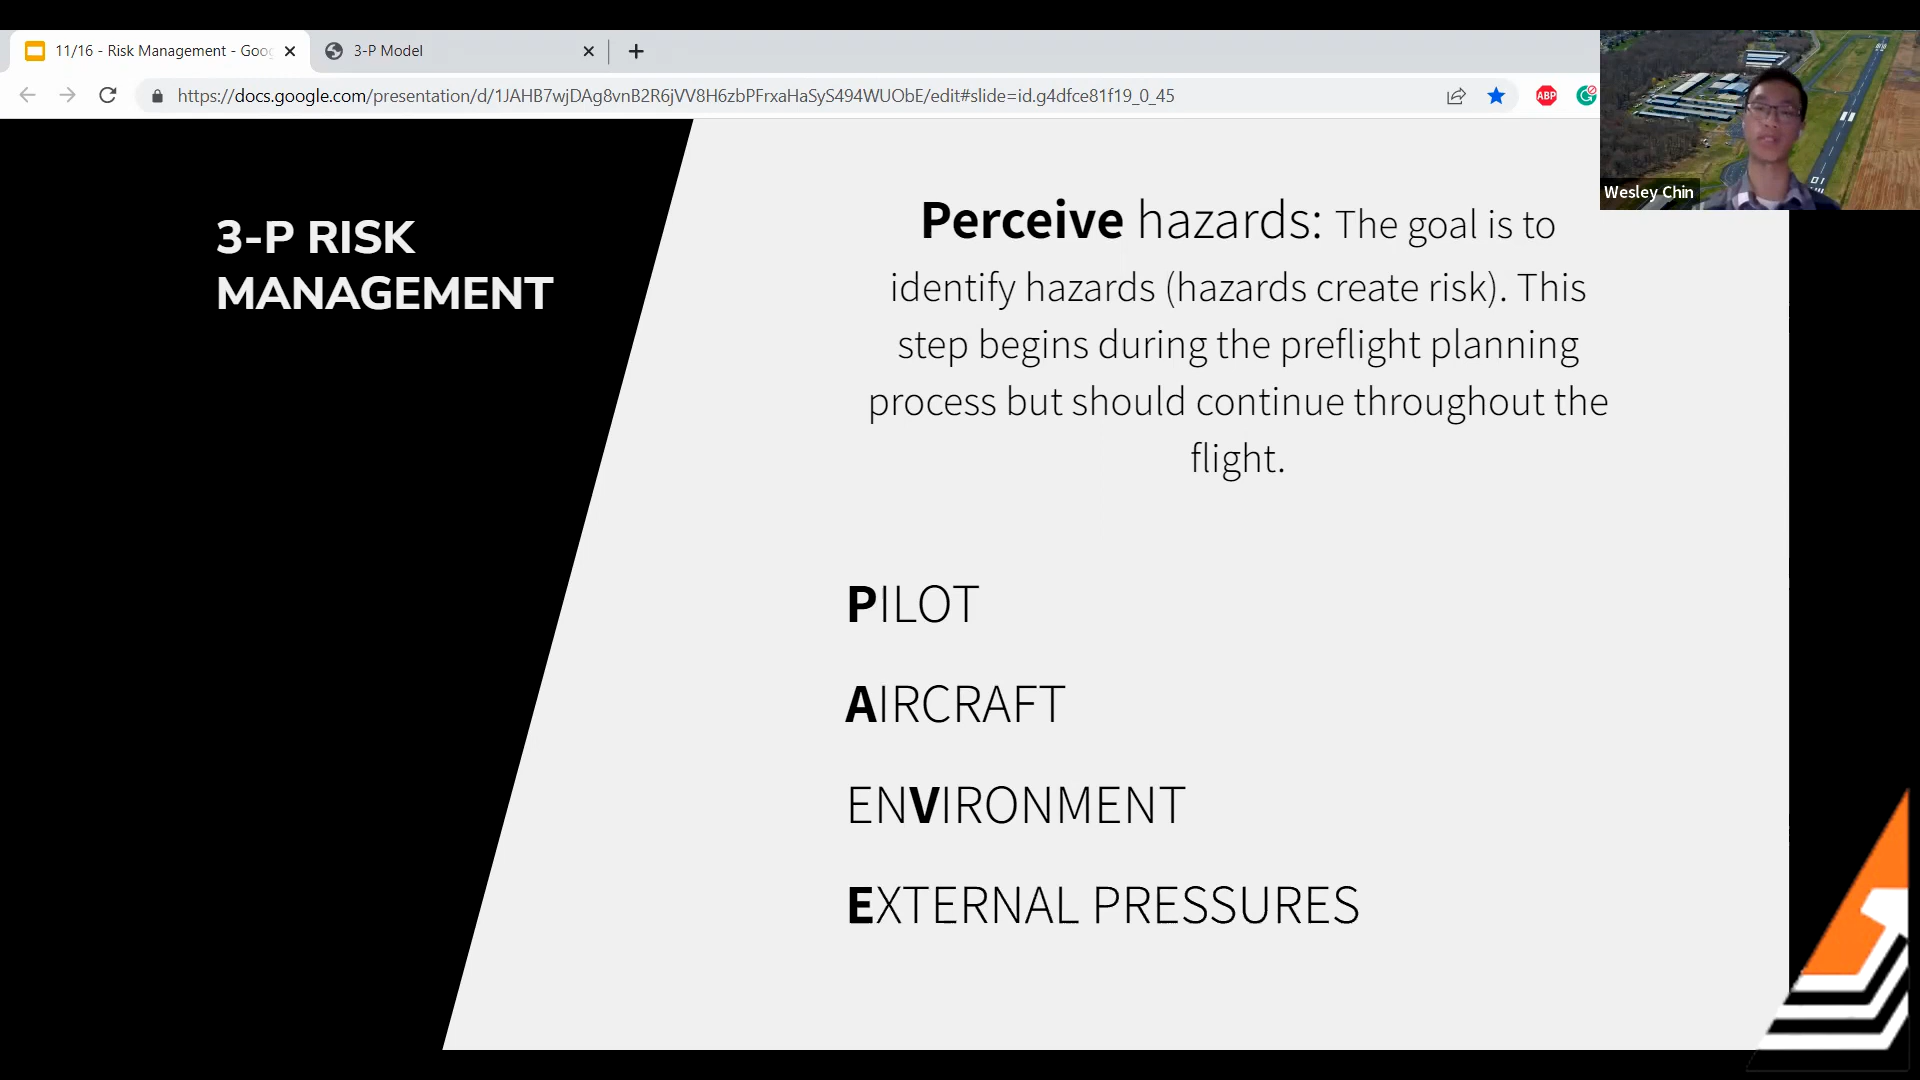 11/16 - Risk Management - Goog
3-P Model
https://docs.google.com/presentation/d/1JAHB7wjDAg8vnB2R6jVV8H6zbPFrxaHaSyS494WUObE/edit#slide=id.g4dfce81f19_0_45
ABP
Wesley Chin
3-P RISK
MANAGEMENT
Perceive hazards: The goal is to
identify hazards (hazards create risk). This
step begins during the preflight planning
process but should continue throughout the
flight.
PILOT
AIRCRAFT
ENVIRONMENT
EXTERNAL PRESSURES